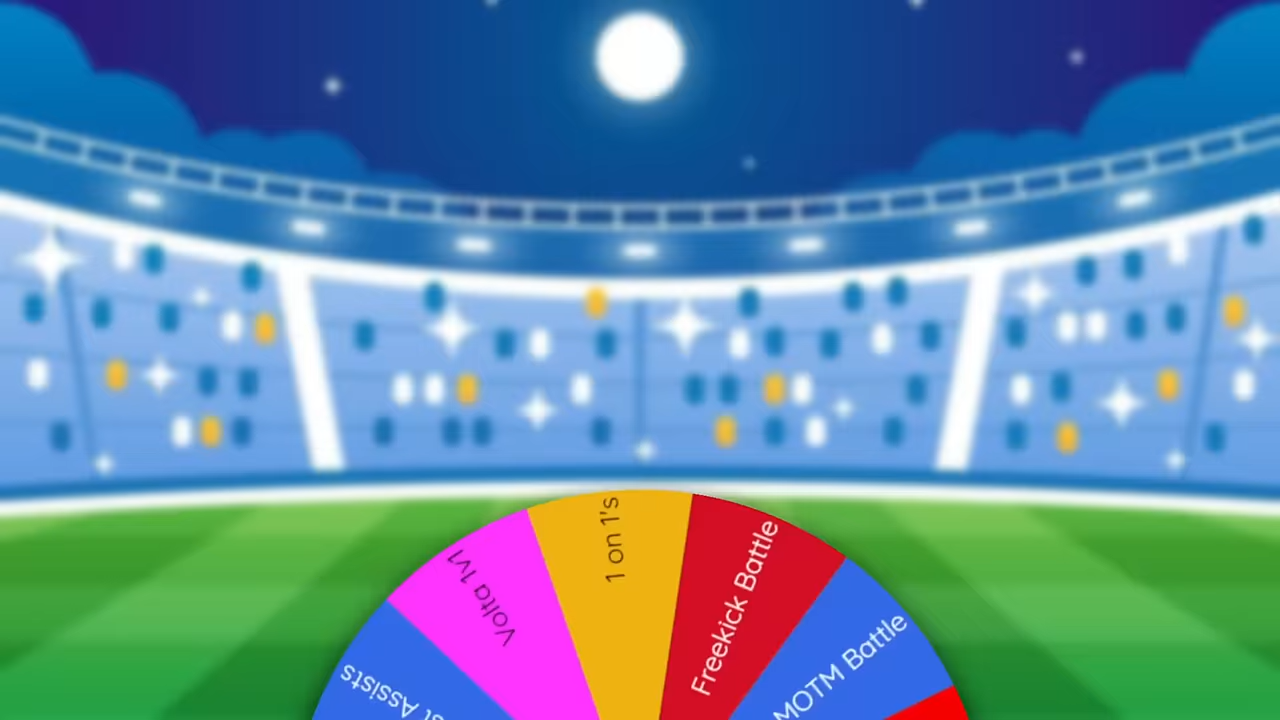 Assists
Volta 1v1
1 on 1's
Freekick Battle
MOTM Battle